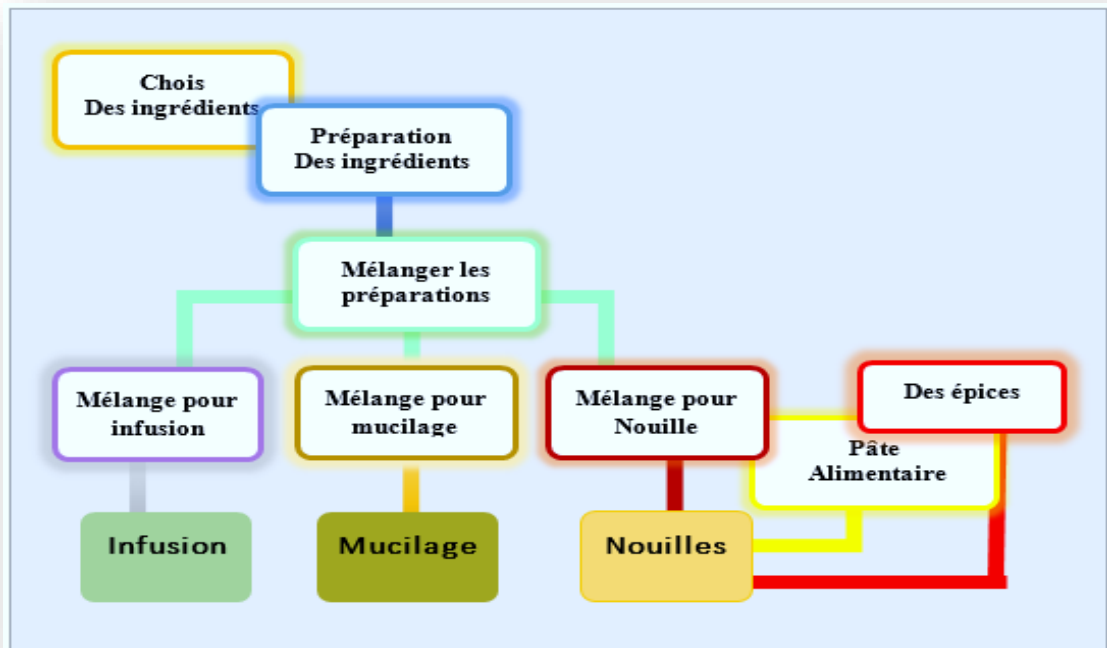 Chois
Des ingrédients
Préparation
Des ingrédients
Mélanger les
préparations
Mélange pour
infusion
Mélange pour
mucilage
Mélange pour
Nouille
Des épices
Pâte
Alimentaire
Infusion
Mucilage
Nouilles